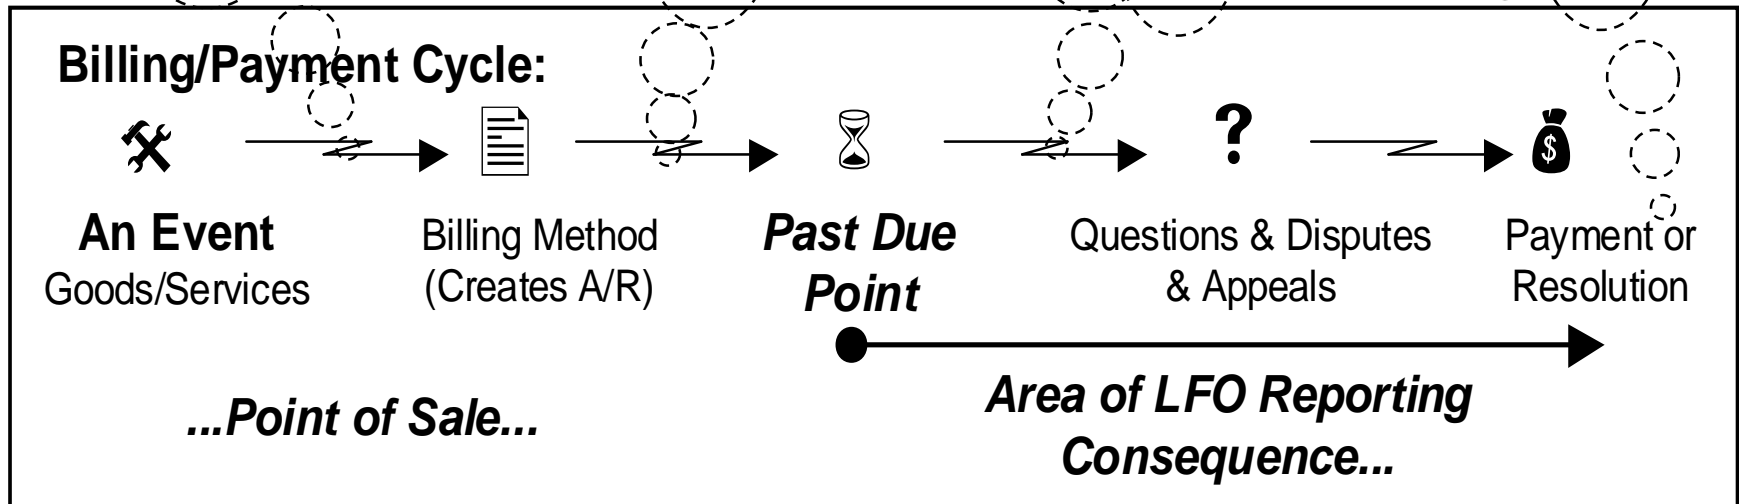 Billing/Payment Cycle:
?
$
An Event
Goods/Services
Billing Method
(Creates A/R)
Past Due
Point
Questions & Disputes
& Appeals
Payment or
Resolution
...Point of Sale...
Area of LFO Reporting
Consequence...